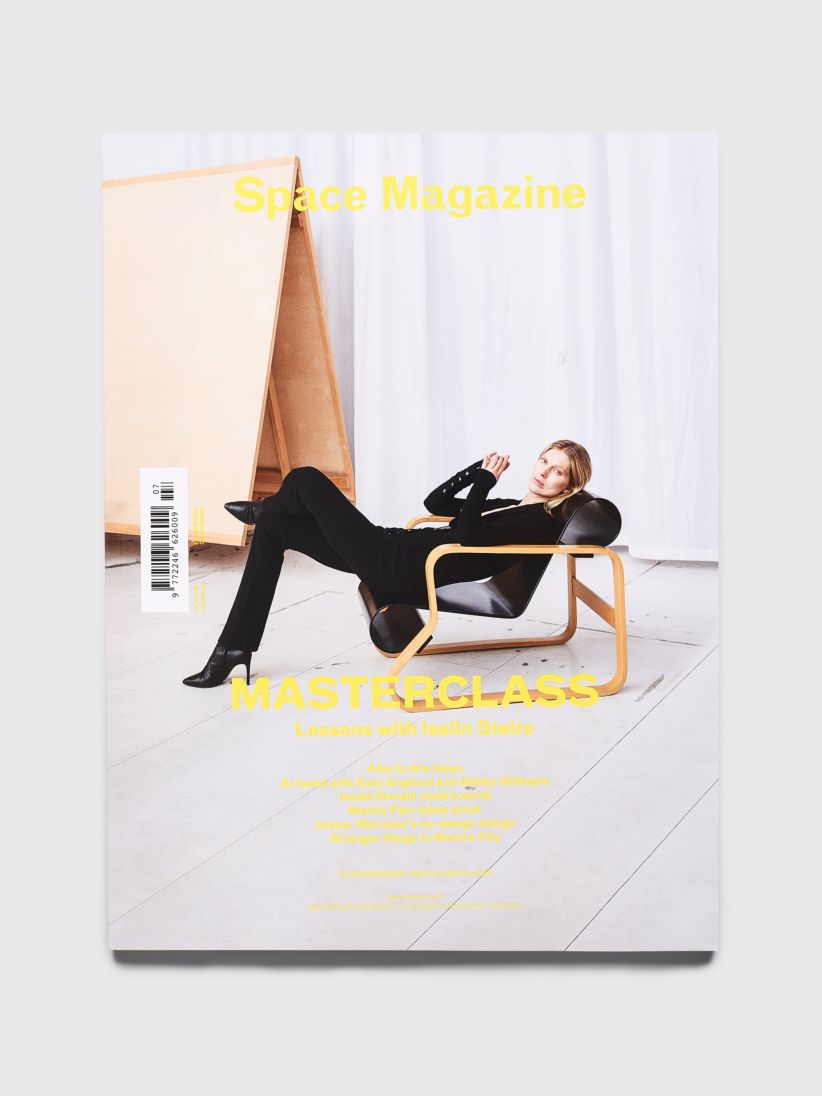 Space Magazine
07
9 772246 626009
MASTERCLASS
Lessons with Iselin Steiro
Also in this issue
At home with Katy England and Bobby Gillespie
Inside Donald Judd's world
Martin Parr takes stock
Jasper Morrison's no-design design
Stranger things in Mexico City